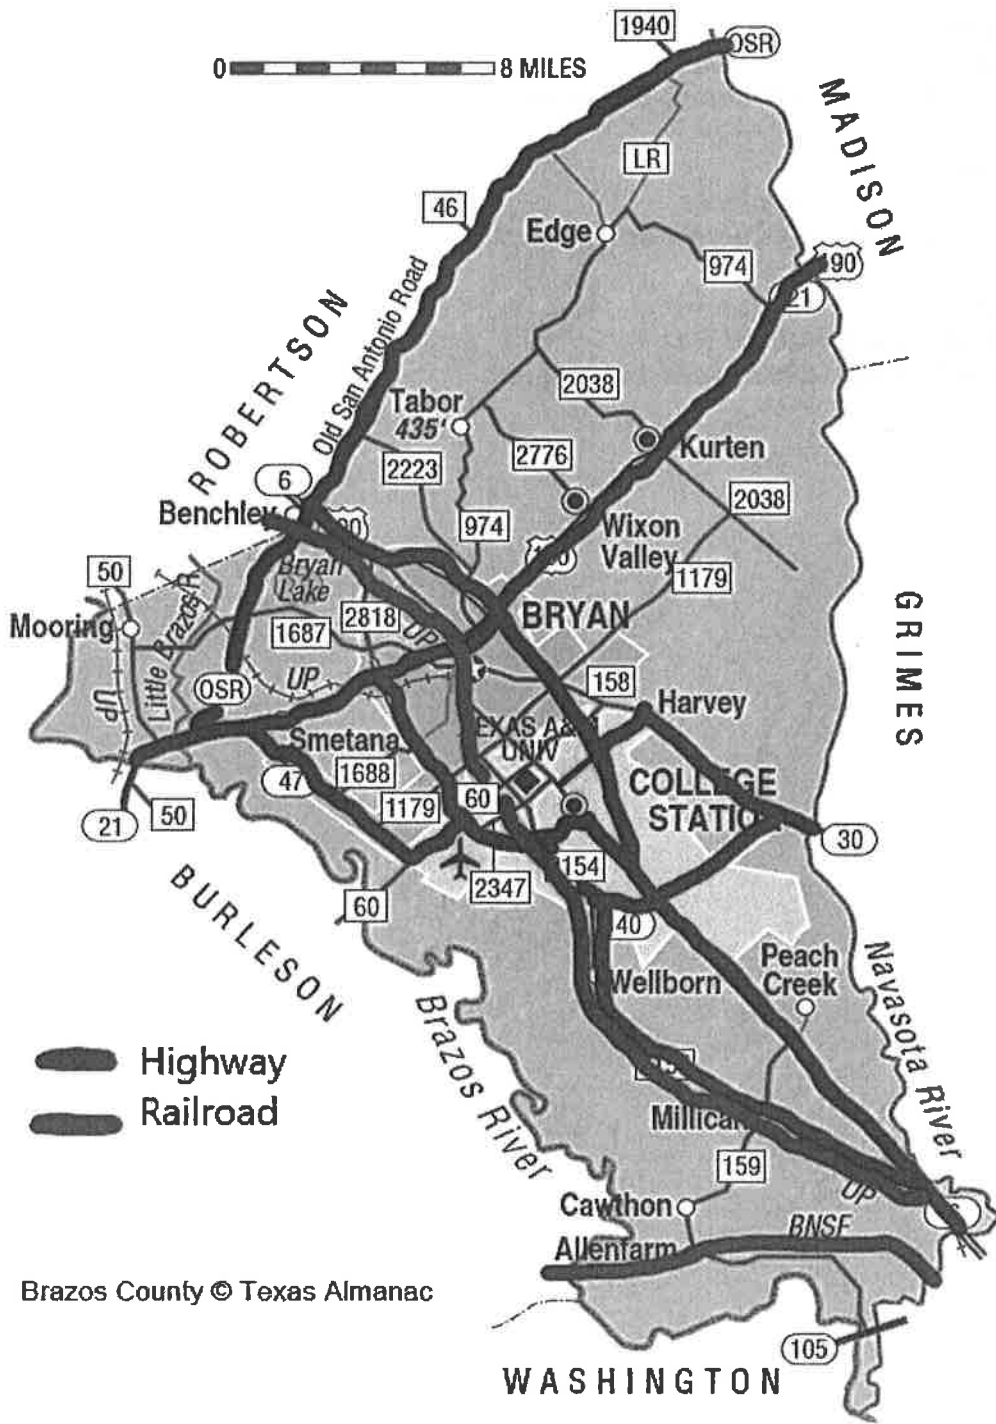 1940
OSR
0 8 MILES
MADISON
LR
46
Edge
974
190
21
Old San Antonio Road
ROBERTSON
2038
Tabor
435'
Kurten
2223
2776
6
2038
Benchley
974
Wixon
Valley
50
Bryan
Lake
1179
Mooring
Little Brazos R.
2818
UP
BRYAN
GRIMES
1687
UP
158
Harvey
UP
OSR
TEXAS A&M
UNIV
Smetana
1688
COLLEGE
STATION
47
1179
60
21
50
30
2154
2347
60
BURLESON
40
Peach
Creek
Wellborn
Navasota River
Brazos River
Highway
Railroad
Millican
159
UP
Cawthon
BNSF
Allenfarm
Brazos County © Texas Almanac
105
WASHINGTON